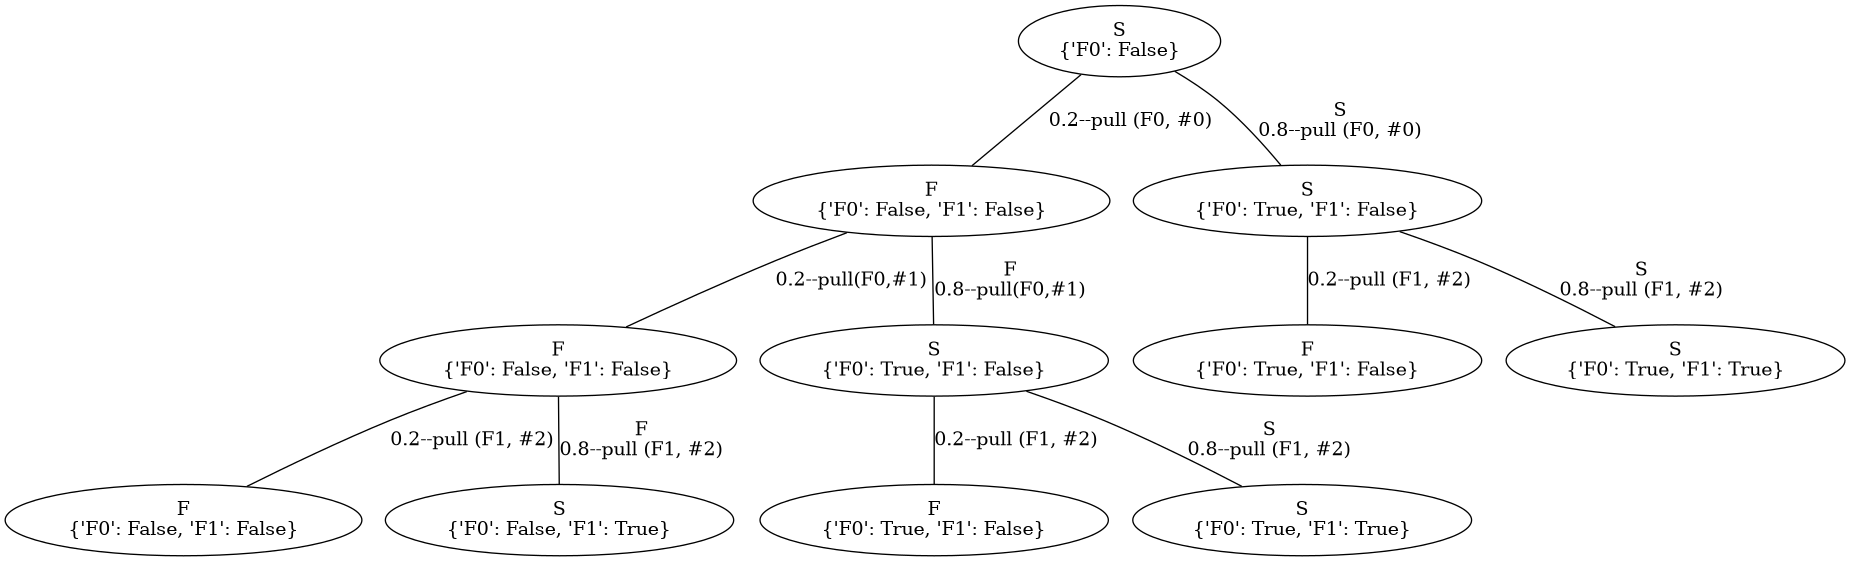 S
{'F0': False}
0.2--pull (F0, #0)
S
0.8--pull (F0, #0)
F
{'F0': False, 'F1': False}
S
{'F0': True, 'F1': False}
0.2--pull(F0,#1)
F
0.8--pull(F0,#1)
0.2--pull (F1, #2)
S
0.8--pull (F1, #2)
F
{'F0': False, 'F1': False}
S
{'F0': True, 'F1': False}
F
{'F0': True, 'F1': False}
S
{'F0': True, 'F1': True}
0.2--pull (F1, #2)
F
0.8--pull (F1, #2)
0.2--pull (F1, #2)
S
0.8--pull (F1, #2)
F
{'F0': False, 'F1': False}
S
{'F0': False, 'F1': True}
F
{'F0': True, 'F1': False}
S
{'F0': True, 'F1': True}